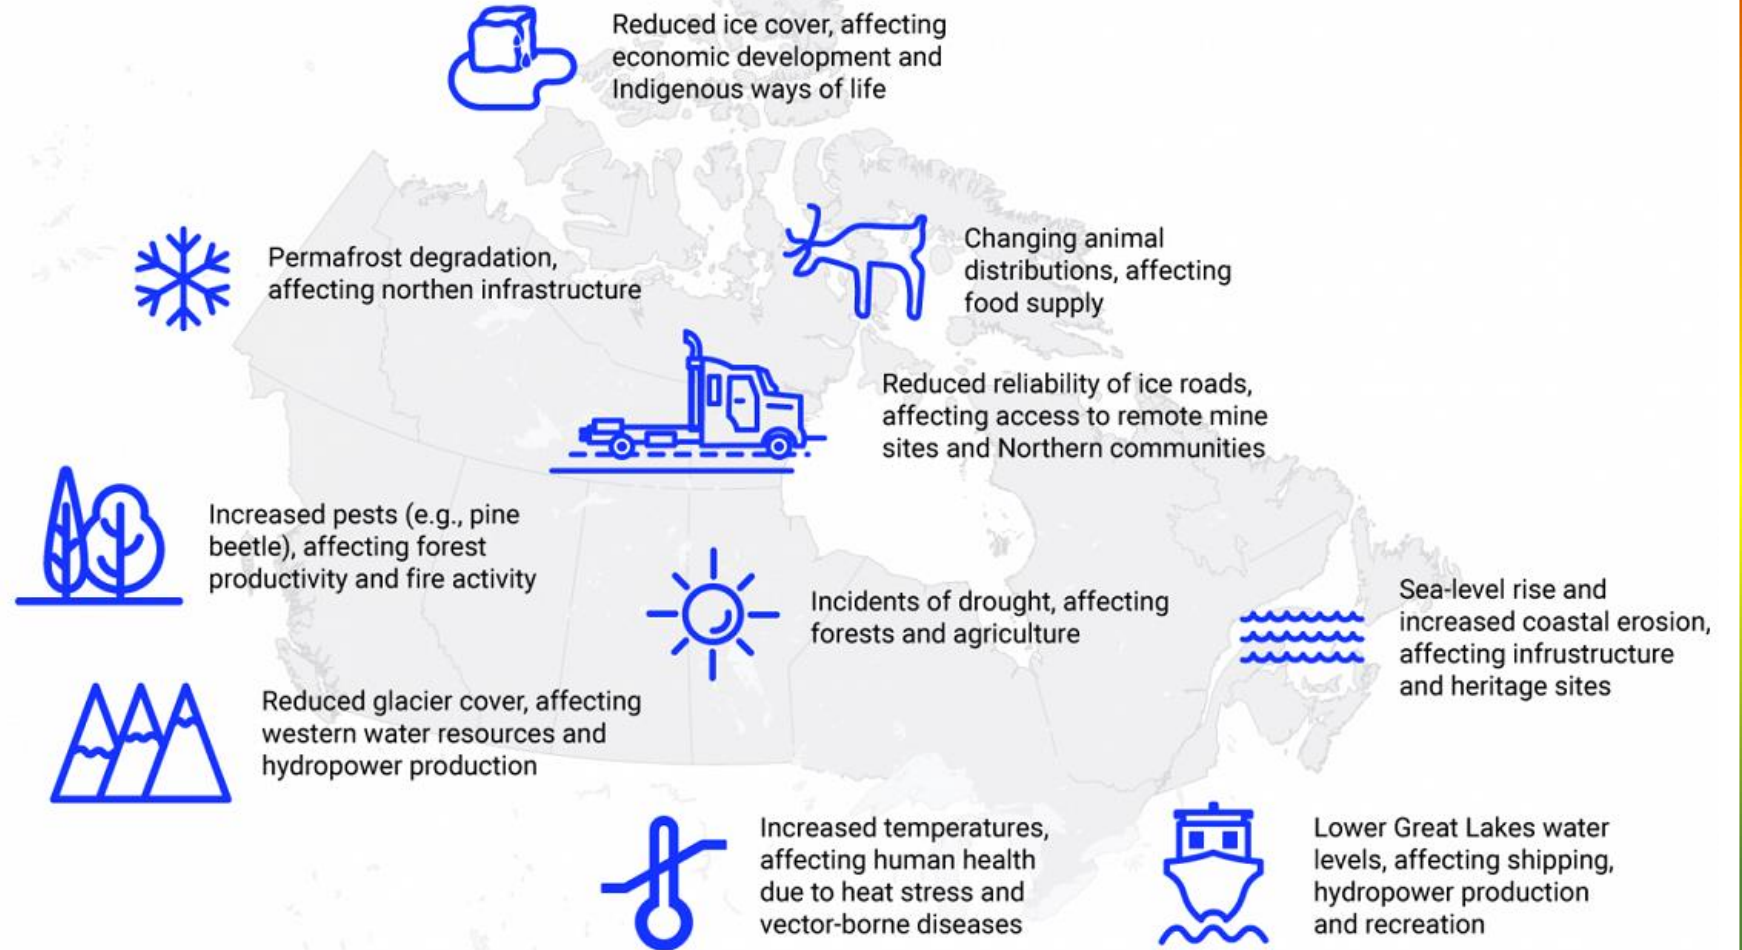 Reduced ice cover, affecting
economic development and
Indigenous ways of life
Permafrost degradation,
affecting northen infrastructure
Changing animal
distributions, affecting
food supply
Reduced reliability of ice roads,
affecting access to remote mine
sites and Northern communities
Increased pests (e.g., pine
beetle), affecting forest
productivity and fire activity
Incidents of drought, affecting
forests and agriculture
Sea-level rise and
increased coastal erosion,
affecting infrustructure
and heritage sites
Reduced glacier cover, affecting
western water resources and
hydropower production
Increased temperatures,
affecting human health
due to heat stress and
vector-borne diseases
Lower Great Lakes water
levels, affecting shipping,
hydropower production
and recreation